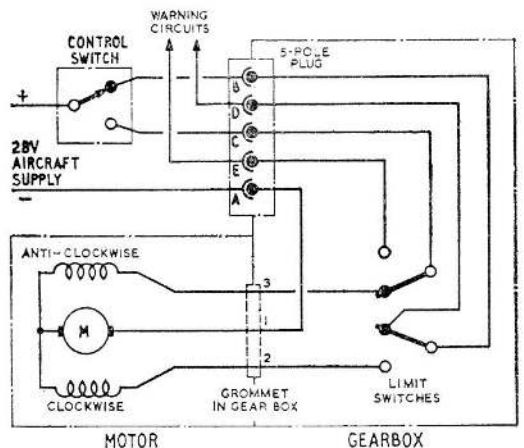 WARNING
CIRCUITS
CONTROL
SWITCH
5-POLE
PLUG
B
D
C
E
A
+
28V
AIRCRAFT
SUPPLY
-
ANTI-CLOCKWISE
3
M
1
2
CLOCKWISE
GROMMET
IN GEAR BOX
LIMIT
SWITCHES
MOTOR
GEARBOX